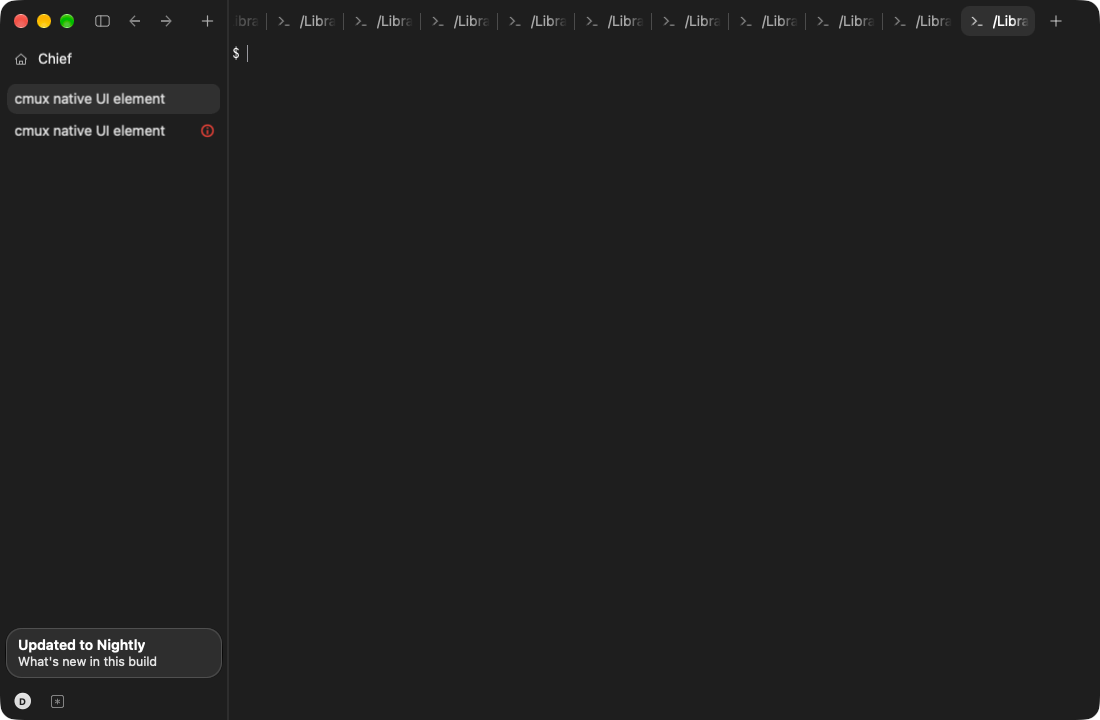 /Libra
/Libra
/Libra
/Libra
/Libra
/Libra
/Libra
/Libra
/Libra
/Libra
Chief
$
cmux native UI element
cmux native UI element
Updated to Nightly
What's new in this build
D